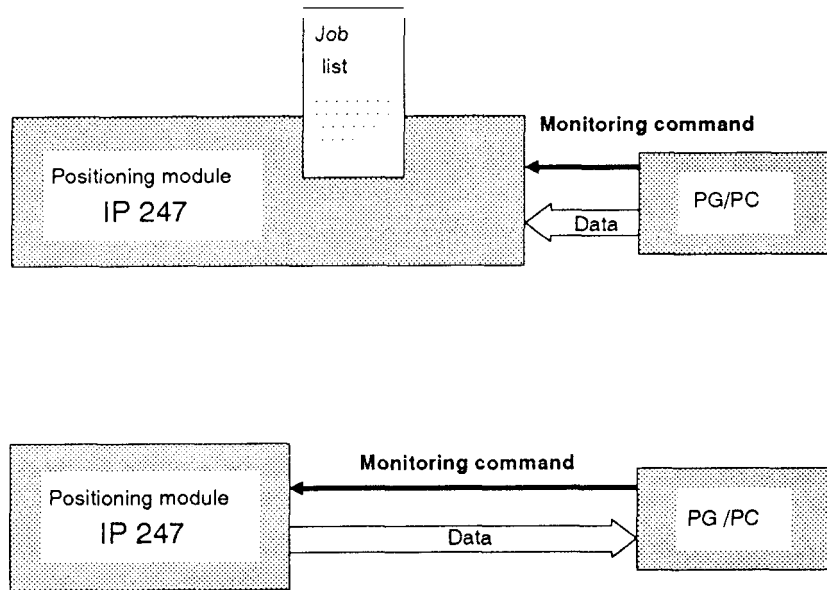 Job
list
Monitoring command
Positioning module
IP 247
PG/PC
Data
Monitoring command
Positioning module
IP 247
PG /PC
Data